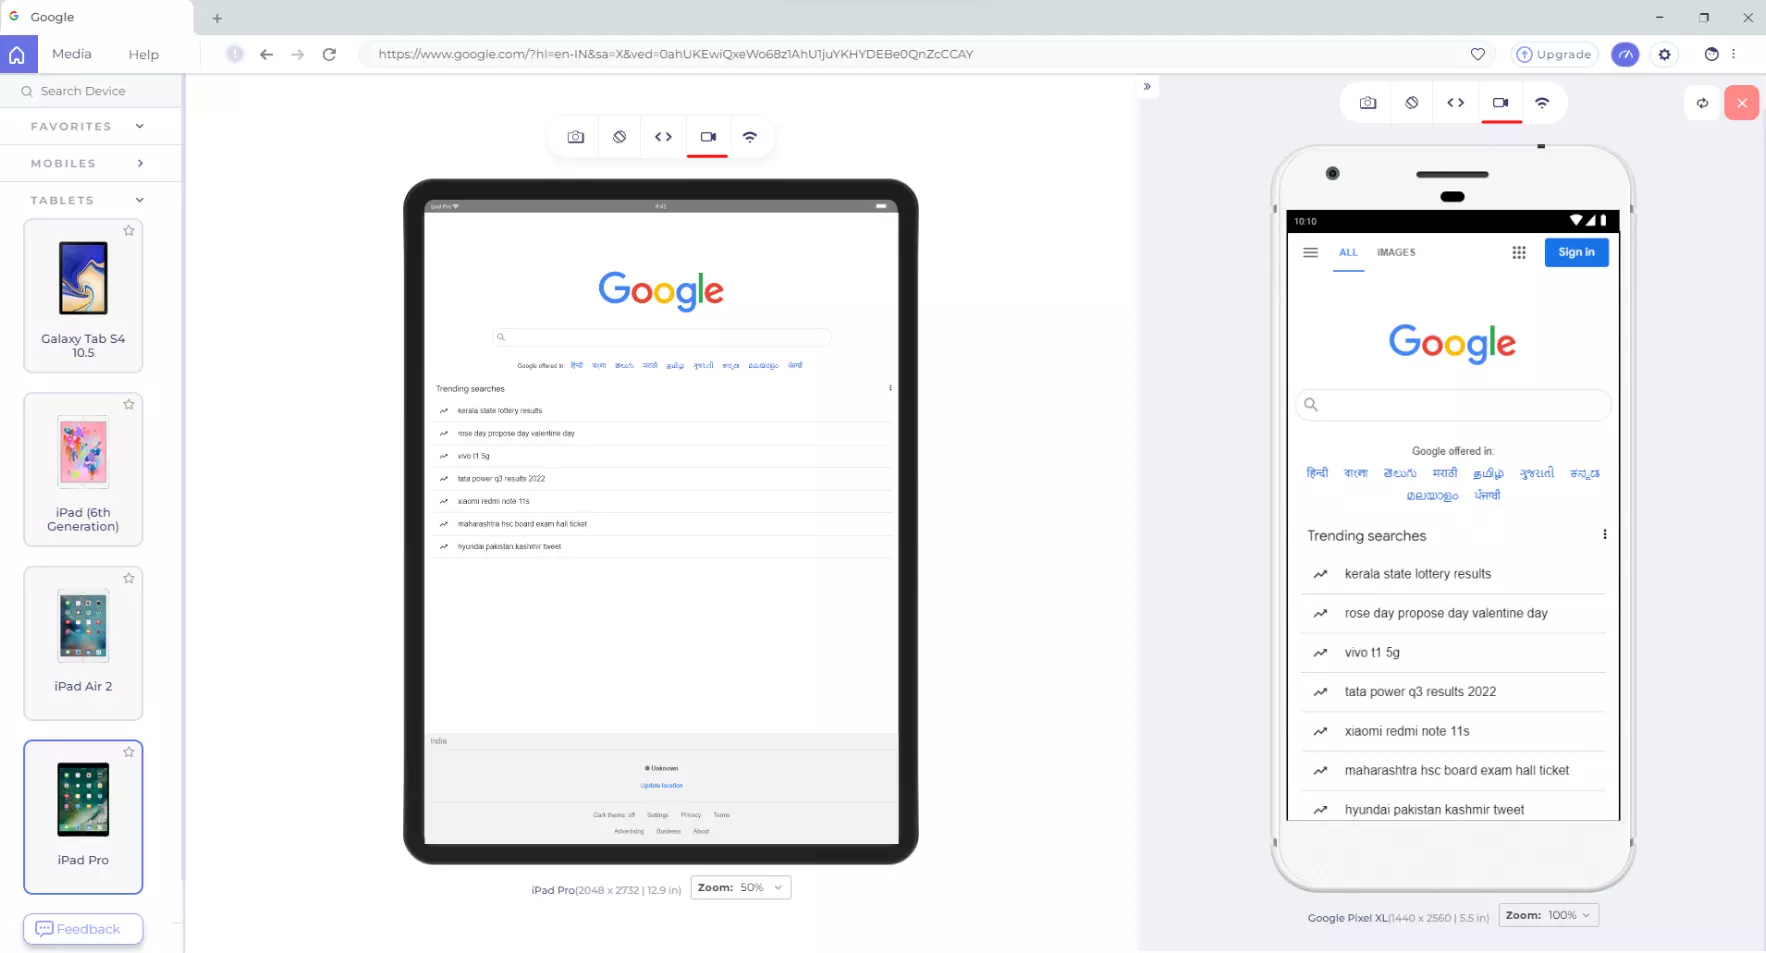 Google
Media
Help
https://www.google.com/?hl=en-IN&sa=X&ved=0ahUKEwiQxeWo68z1AhU1juYKHYDEBe0QnZcCCAY
Upgrade
Search Device
FAVORITES
MOBILES
TABLETS
Galaxy Tab S4
10.5
iPad (6th
Generation)
iPad Air 2
iPad Pro
Feedback
Ipad Pro
9:43
Google
Google offered in: हिन्दी বাংলা తెలుగు मराठी தமிழ் ગુજરાતી ಕನ್ನಡ മലയാളം ਪੰਜਾਬੀ
Trending searches
kerala state lottery results
rose day propose day valentine day
vivo t1 5g
tata power q3 results 2022
xiaomi redmi note 11s
maharashtra hsc board exam hall ticket
hyundai pakistan kashmir tweet
India
Unknown
Update location
Dark theme: off Settings Privacy Terms
Advertising Business About
iPad Pro(2048 x 2732 | 12.9 in)
Zoom: 50%
10:10
ALL IMAGES
Sign in
Google
Google offered in:
हिन्दी বাংলা తెలుగు मराठी தமிழ் ગુજરાતી ಕನ್ನಡ
മലയാളം ਪੰਜਾਬੀ
Trending searches
kerala state lottery results
rose day propose day valentine day
vivo t1 5g
tata power q3 results 2022
xiaomi redmi note 11s
maharashtra hsc board exam hall ticket
hyundai pakistan kashmir tweet
Google Pixel XL(1440 x 2560 | 5.5 in)
Zoom: 100%